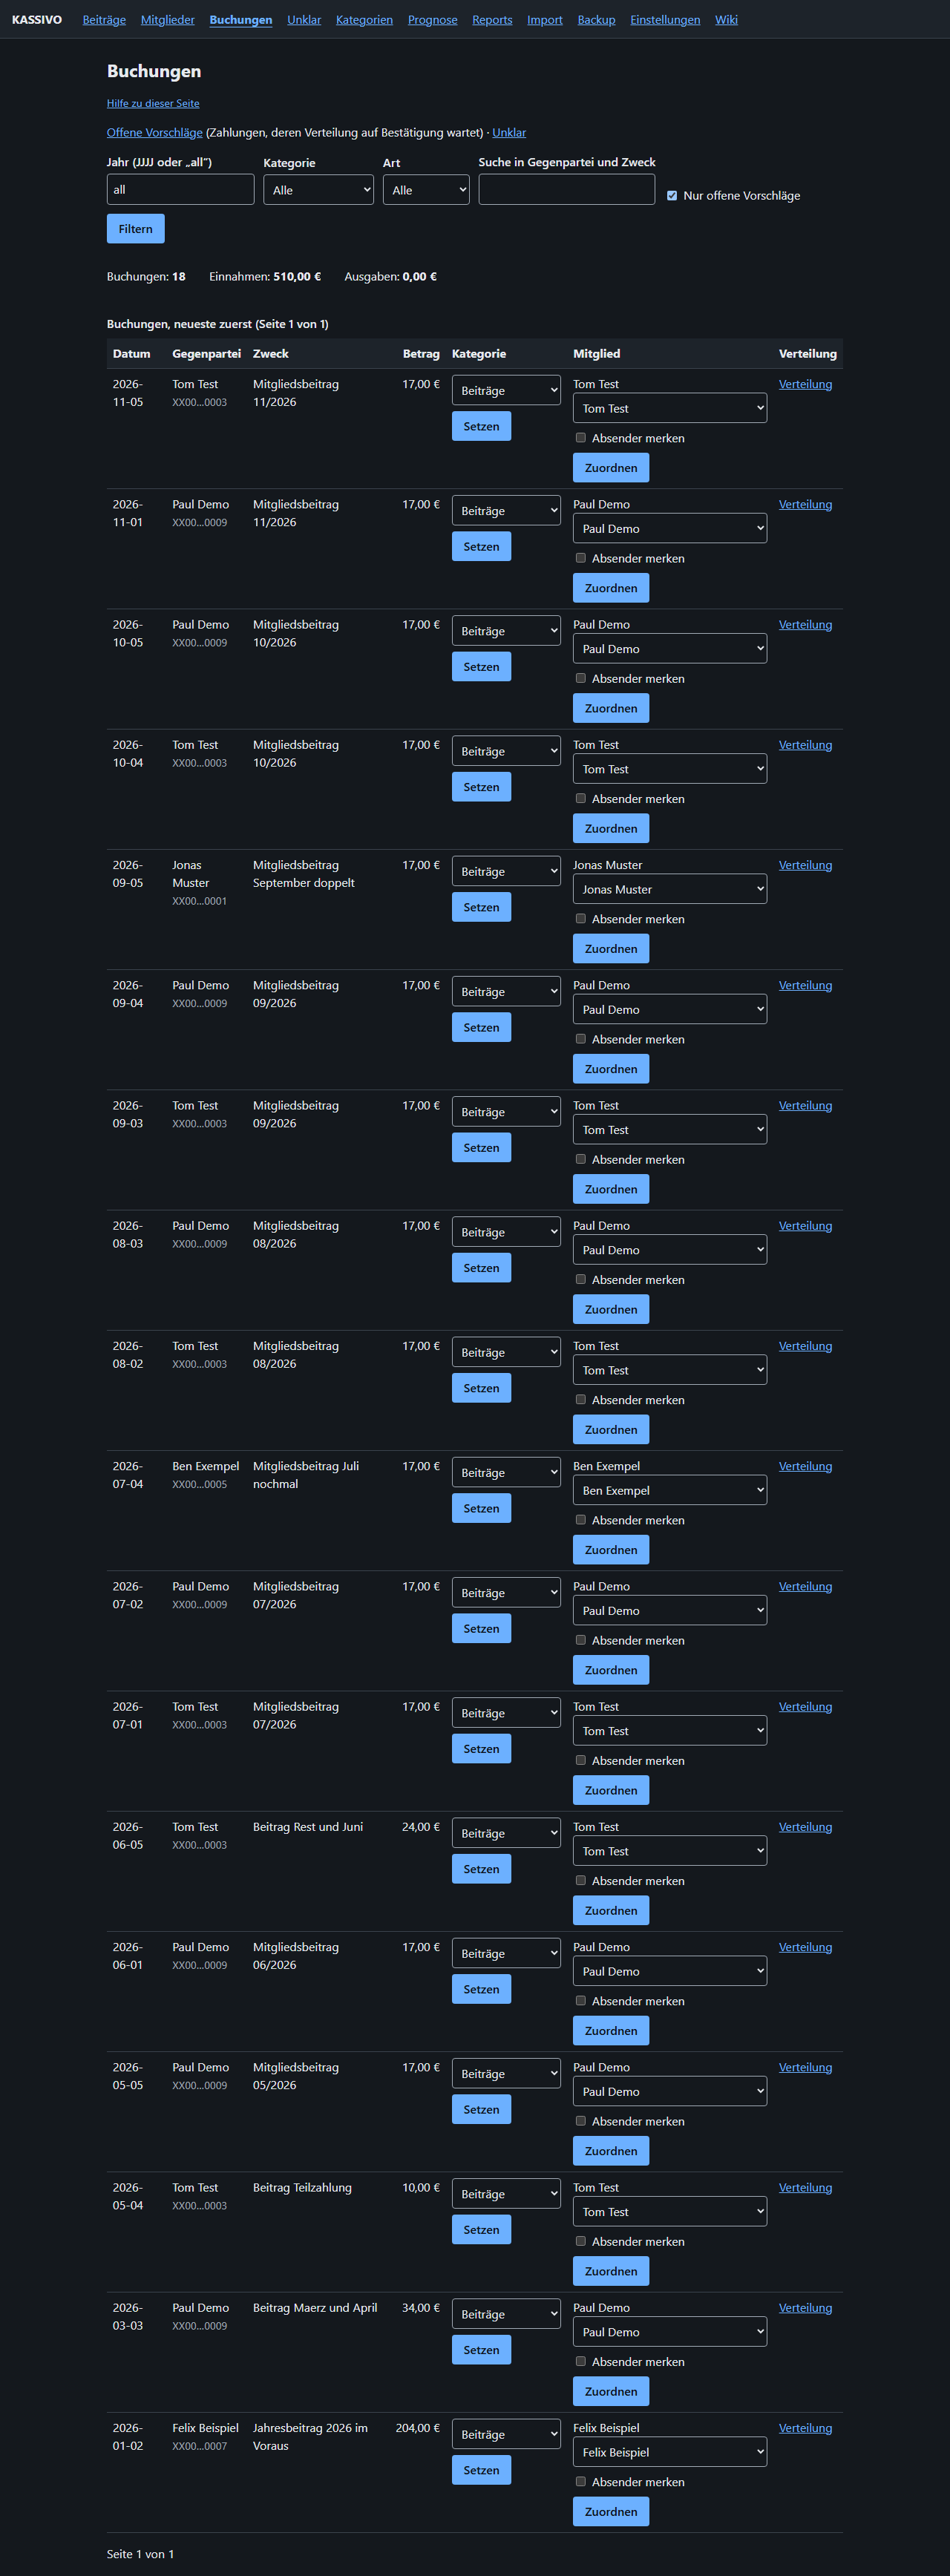 KASSIVO Beiträge Mitglieder Buchungen Unklar Kategorien Prognose Reports Import Backup Einstellungen Wiki
Buchungen
Hilfe zu dieser Seite
Offene Vorschläge (Zahlungen, deren Verteilung auf Bestätigung wartet) · Unklar
Jahr (JJJJ oder „all“) Kategorie Art Suche in Gegenpartei und Zweck
all Alle Alle Nur offene Vorschläge
Filtern
Buchungen: 18 Einnahmen: 510,00 € Ausgaben: 0,00 €
Buchungen, neueste zuerst (Seite 1 von 1)
Datum Gegenpartei Zweck Betrag Kategorie Mitglied Verteilung
2026- Tom Test Mitgliedsbeitrag 17,00 € Beiträge Tom Test Verteilung
11-05 XX00...0003 11/2026 Tom Test
Setzen Absender merken
Zuordnen
2026- Paul Demo Mitgliedsbeitrag 17,00 € Beiträge Paul Demo Verteilung
11-01 XX00...0009 11/2026 Paul Demo
Setzen Absender merken
Zuordnen
2026- Paul Demo Mitgliedsbeitrag 17,00 € Beiträge Paul Demo Verteilung
10-05 XX00...0009 10/2026 Paul Demo
Setzen Absender merken
Zuordnen
2026- Tom Test Mitgliedsbeitrag 17,00 € Beiträge Tom Test Verteilung
10-04 XX00...0003 10/2026 Tom Test
Setzen Absender merken
Zuordnen
2026- Jonas Mitgliedsbeitrag 17,00 € Beiträge Jonas Muster Verteilung
09-05 Muster September doppelt Jonas Muster
XX00...0001 Setzen Absender merken
Zuordnen
2026- Paul Demo Mitgliedsbeitrag 17,00 € Beiträge Paul Demo Verteilung
09-04 XX00...0009 09/2026 Paul Demo
Setzen Absender merken
Zuordnen
2026- Tom Test Mitgliedsbeitrag 17,00 € Beiträge Tom Test Verteilung
09-03 XX00...0003 09/2026 Tom Test
Setzen Absender merken
Zuordnen
2026- Paul Demo Mitgliedsbeitrag 17,00 € Beiträge Paul Demo Verteilung
08-03 XX00...0009 08/2026 Paul Demo
Setzen Absender merken
Zuordnen
2026- Tom Test Mitgliedsbeitrag 17,00 € Beiträge Tom Test Verteilung
08-02 XX00...0003 08/2026 Tom Test
Setzen Absender merken
Zuordnen
2026- Ben Exempel Mitgliedsbeitrag Juli 17,00 € Beiträge Ben Exempel Verteilung
07-04 XX00...0005 nochmal Ben Exempel
Setzen Absender merken
Zuordnen
2026- Paul Demo Mitgliedsbeitrag 17,00 € Beiträge Paul Demo Verteilung
07-02 XX00...0009 07/2026 Paul Demo
Setzen Absender merken
Zuordnen
2026- Tom Test Mitgliedsbeitrag 17,00 € Beiträge Tom Test Verteilung
07-01 XX00...0003 07/2026 Tom Test
Setzen Absender merken
Zuordnen
2026- Tom Test Beitrag Rest und Juni 24,00 € Beiträge Tom Test Verteilung
06-05 XX00...0003 Tom Test
Setzen Absender merken
Zuordnen
2026- Paul Demo Mitgliedsbeitrag 17,00 € Beiträge Paul Demo Verteilung
06-01 XX00...0009 06/2026 Paul Demo
Setzen Absender merken
Zuordnen
2026- Paul Demo Mitgliedsbeitrag 17,00 € Beiträge Paul Demo Verteilung
05-05 XX00...0009 05/2026 Paul Demo
Setzen Absender merken
Zuordnen
2026- Tom Test Beitrag Teilzahlung 10,00 € Beiträge Tom Test Verteilung
05-04 XX00...0003 Tom Test
Setzen Absender merken
Zuordnen
2026- Paul Demo Beitrag Maerz und April 34,00 € Beiträge Paul Demo Verteilung
03-03 XX00...0009 Paul Demo
Setzen Absender merken
Zuordnen
2026- Felix Beispiel Jahresbeitrag 2026 im 204,00 € Beiträge Felix Beispiel Verteilung
01-02 XX00...0007 Voraus Felix Beispiel
Setzen Absender merken
Zuordnen
Seite 1 von 1